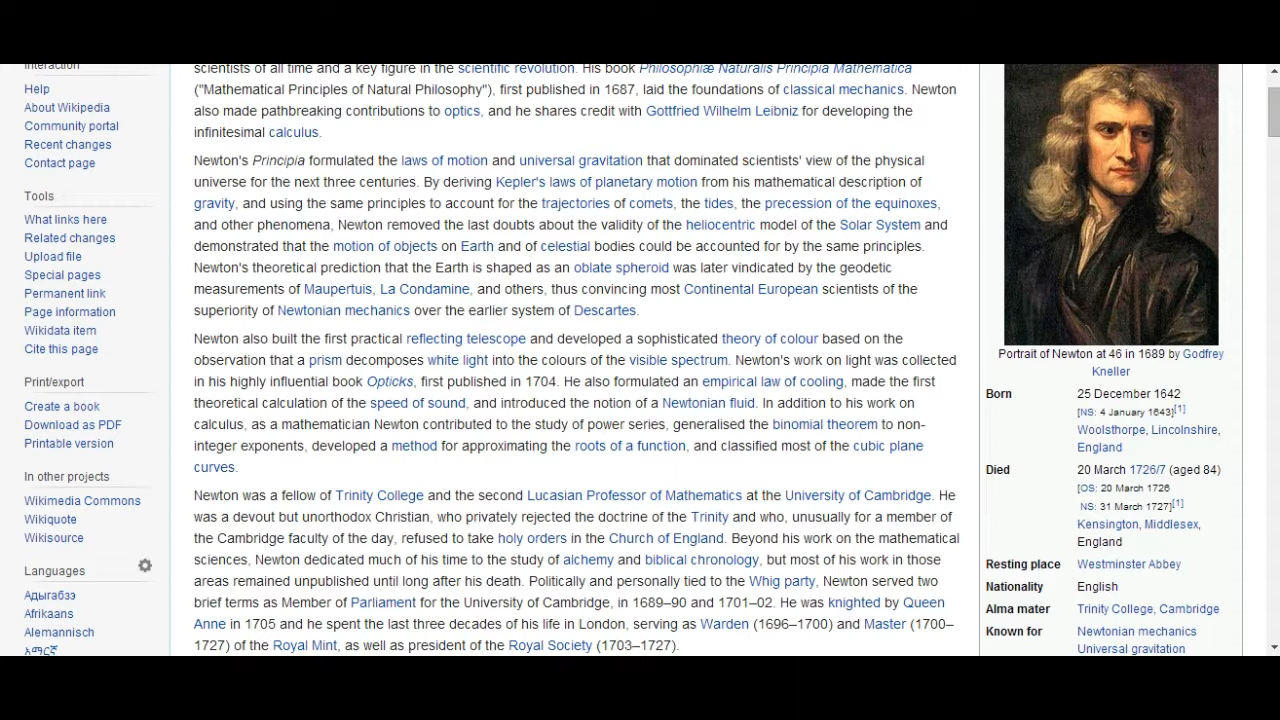 Interaction
Help
About Wikipedia
Community portal
Recent changes
Contact page
Tools
What links here
Related changes
Upload file
Special pages
Permanent link
Page information
Wikidata item
Cite this page
Print/export
Create a book
Download as PDF
Printable version
In other projects
Wikimedia Commons
Wikiquote
Wikisource
Languages
Адыгабзэ
Afrikaans
Alemannisch
አማርኛ
scientists of all time and a key figure in the scientific revolution. His book Philosophiæ Naturalis Principia Mathematica
("Mathematical Principles of Natural Philosophy"), first published in 1687, laid the foundations of classical mechanics. Newton
also made pathbreaking contributions to optics, and he shares credit with Gottfried Wilhelm Leibniz for developing the
infinitesimal calculus.
Newton's Principia formulated the laws of motion and universal gravitation that dominated scientists' view of the physical
universe for the next three centuries. By deriving Kepler's laws of planetary motion from his mathematical description of
gravity, and using the same principles to account for the trajectories of comets, the tides, the precession of the equinoxes,
and other phenomena, Newton removed the last doubts about the validity of the heliocentric model of the Solar System and
demonstrated that the motion of objects on Earth and of celestial bodies could be accounted for by the same principles.
Newton's theoretical prediction that the Earth is shaped as an oblate spheroid was later vindicated by the geodetic
measurements of Maupertuis, La Condamine, and others, thus convincing most Continental European scientists of the
superiority of Newtonian mechanics over the earlier system of Descartes.
Newton also built the first practical reflecting telescope and developed a sophisticated theory of colour based on the
observation that a prism decomposes white light into the colours of the visible spectrum. Newton's work on light was collected
in his highly influential book Opticks, first published in 1704. He also formulated an empirical law of cooling, made the first
theoretical calculation of the speed of sound, and introduced the notion of a Newtonian fluid. In addition to his work on
calculus, as a mathematician Newton contributed to the study of power series, generalised the binomial theorem to non-
integer exponents, developed a method for approximating the roots of a function, and classified most of the cubic plane
curves.
Newton was a fellow of Trinity College and the second Lucasian Professor of Mathematics at the University of Cambridge. He
was a devout but unorthodox Christian, who privately rejected the doctrine of the Trinity and who, unusually for a member of
the Cambridge faculty of the day, refused to take holy orders in the Church of England. Beyond his work on the mathematical
sciences, Newton dedicated much of his time to the study of alchemy and biblical chronology, but most of his work in those
areas remained unpublished until long after his death. Politically and personally tied to the Whig party, Newton served two
brief terms as Member of Parliament for the University of Cambridge, in 1689–90 and 1701–02. He was knighted by Queen
Anne in 1705 and he spent the last three decades of his life in London, serving as Warden (1696–1700) and Master (1700–
1727) of the Royal Mint, as well as president of the Royal Society (1703–1727).
Portrait of Newton at 46 in 1689 by Godfrey
Kneller
Born 25 December 1642
[NS: 4 January 1643][1]
Woolsthorpe, Lincolnshire,
England
Died 20 March 1726/7 (aged 84)
[OS: 20 March 1726
NS: 31 March 1727][1]
Kensington, Middlesex,
England
Resting place Westminster Abbey
Nationality English
Alma mater Trinity College, Cambridge
Known for Newtonian mechanics
Universal gravitation